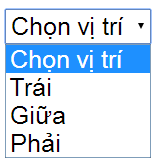 Chọn vị trí
Chọn vị trí
Trái
Giữa
Phải